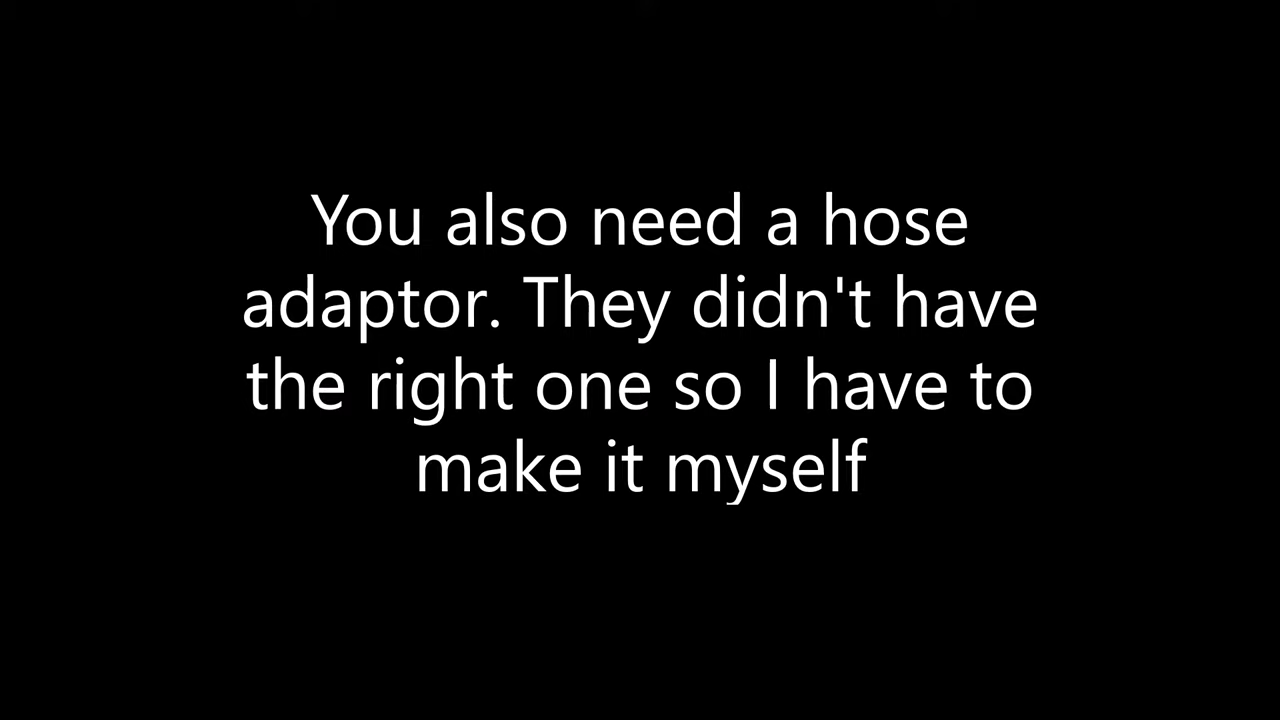 You also need a hose
adaptor. They didn't have
the right one so I have to
make it myself